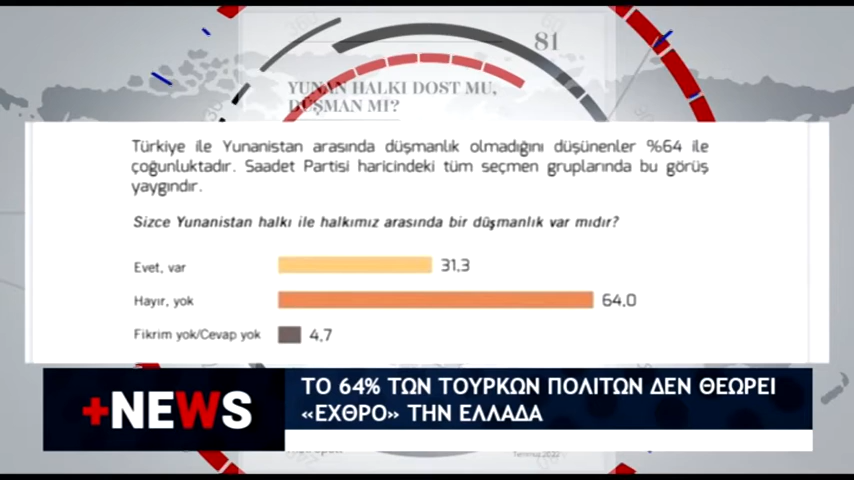 81
YUNAN HALKI DOST MU,
DÜŞMAN MI?
Türkiye ile Yunanistan arasında düşmanlık olmadığını düşünenler %64 ile
çoğunluktadır. Saadet Partisi haricindeki tüm seçmen gruplarında bu görüş
yaygındır.
Sizce Yunanistan halkı ile halkımız arasında bir düşmanlık var mıdır?
Evet, var 31,3
Hayır, yok 64,0
Fikrim yok/Cevap yok 4,7
+NEWS
ΤΟ 64% ΤΩΝ ΤΟΥΡΚΩΝ ΠΟΛΙΤΩΝ ΔΕΝ ΘΕΩΡΕΙ
«ΕΧΘΡΟ» ΤΗΝ ΕΛΛΑΔΑ